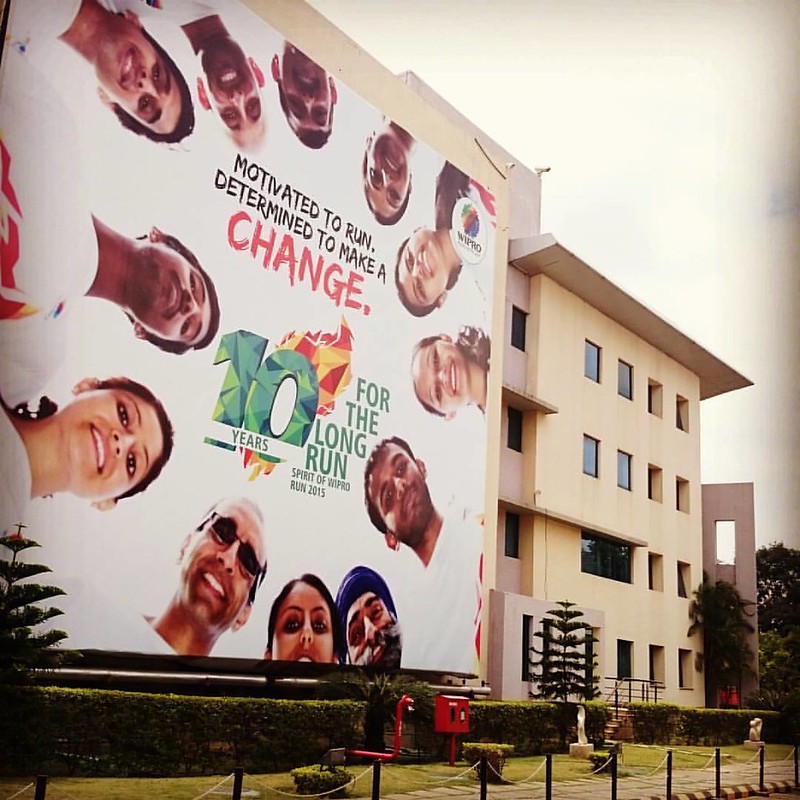 MOTIVATED TO RUN.
DETERMINED TO MAKE A
CHANGE.
WIPRO
10
YEARS
FOR
THE
LONG
RUN
SPIRIT OF WIPRO
RUN 2015